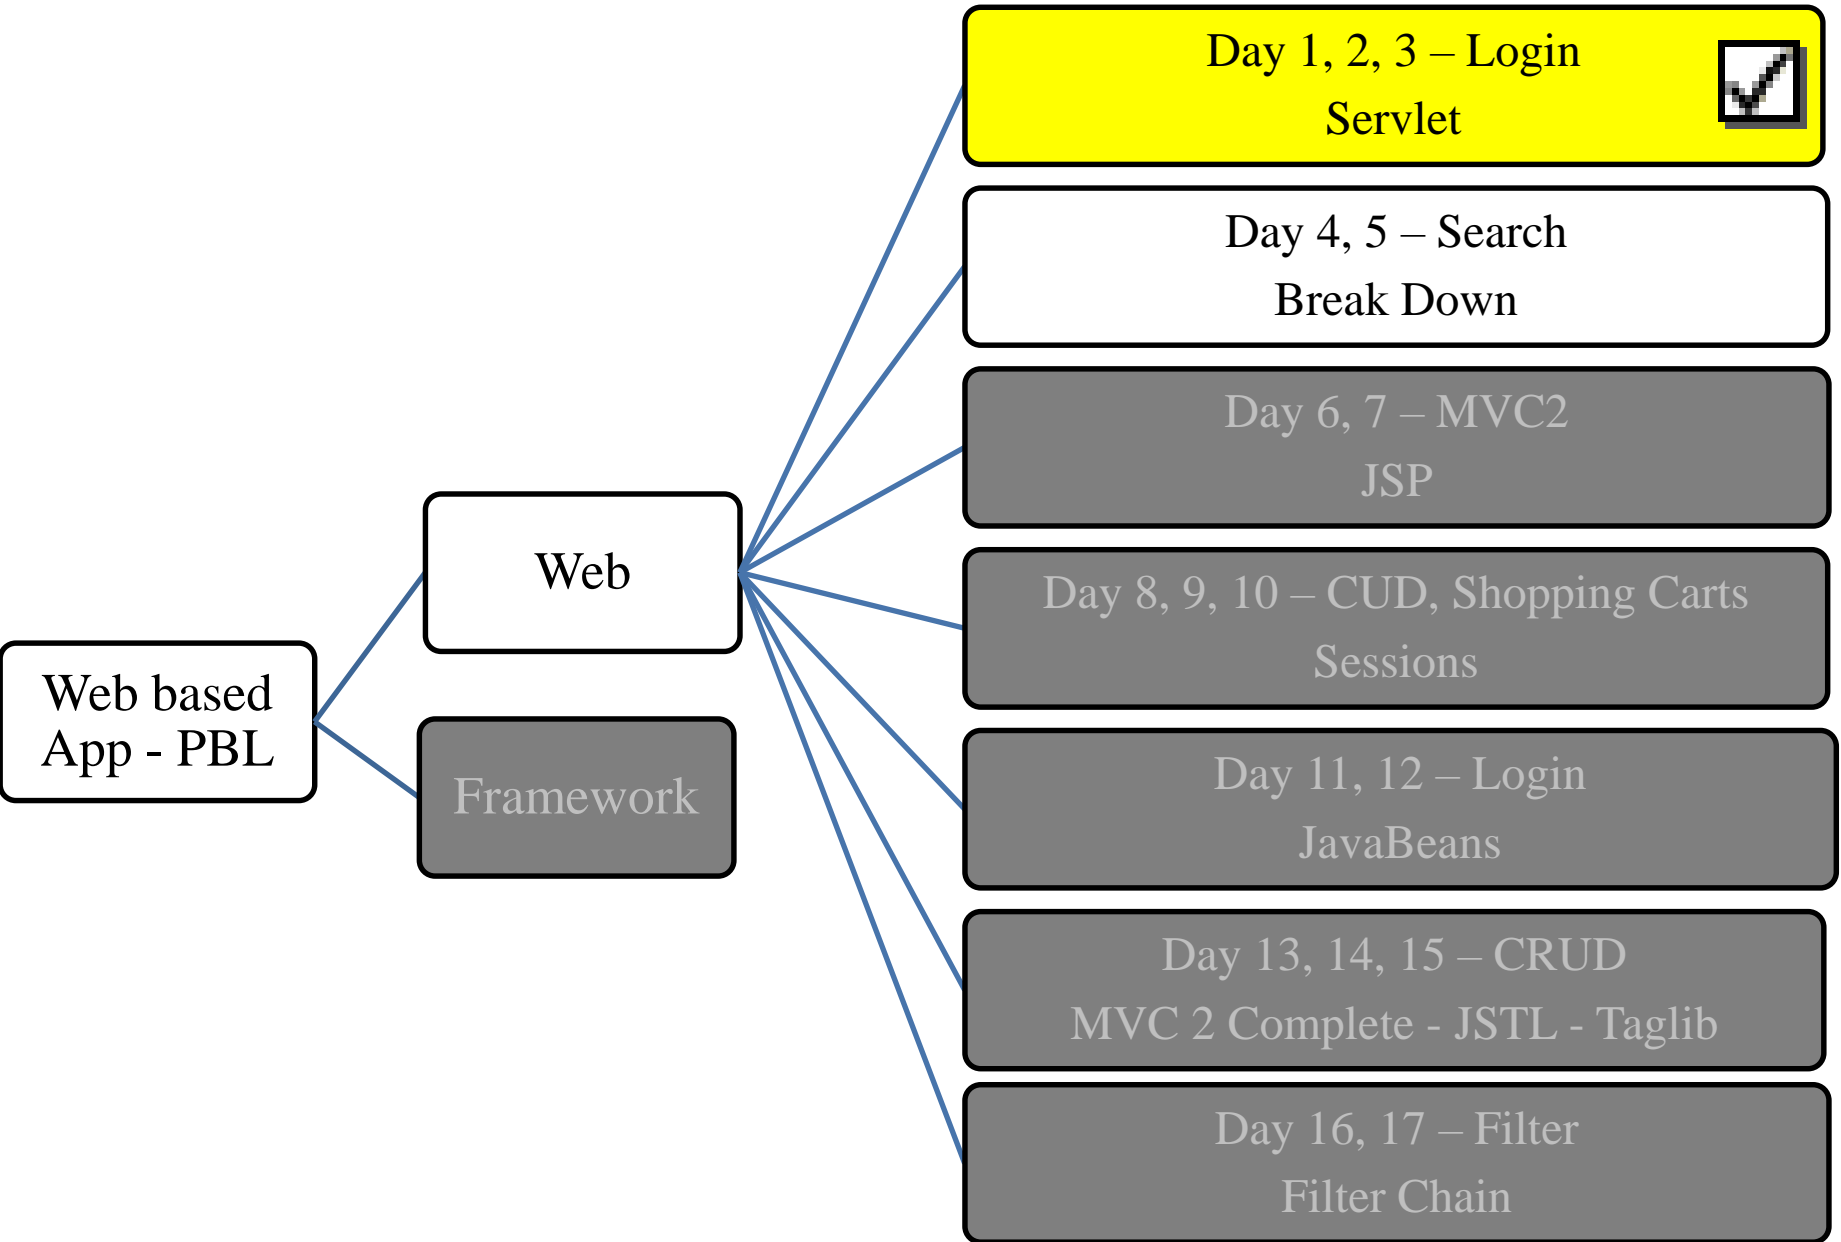 Web based
App - PBL
Web
Framework
Day 1, 2, 3 – Login
Servlet
Day 4, 5 – Search
Break Down
Day 6, 7 – MVC2
JSP
Day 8, 9, 10 – CUD, Shopping Carts
Sessions
Day 11, 12 – Login
JavaBeans
Day 13, 14, 15 – CRUD
MVC 2 Complete - JSTL - Taglib
Day 16, 17 – Filter
Filter Chain